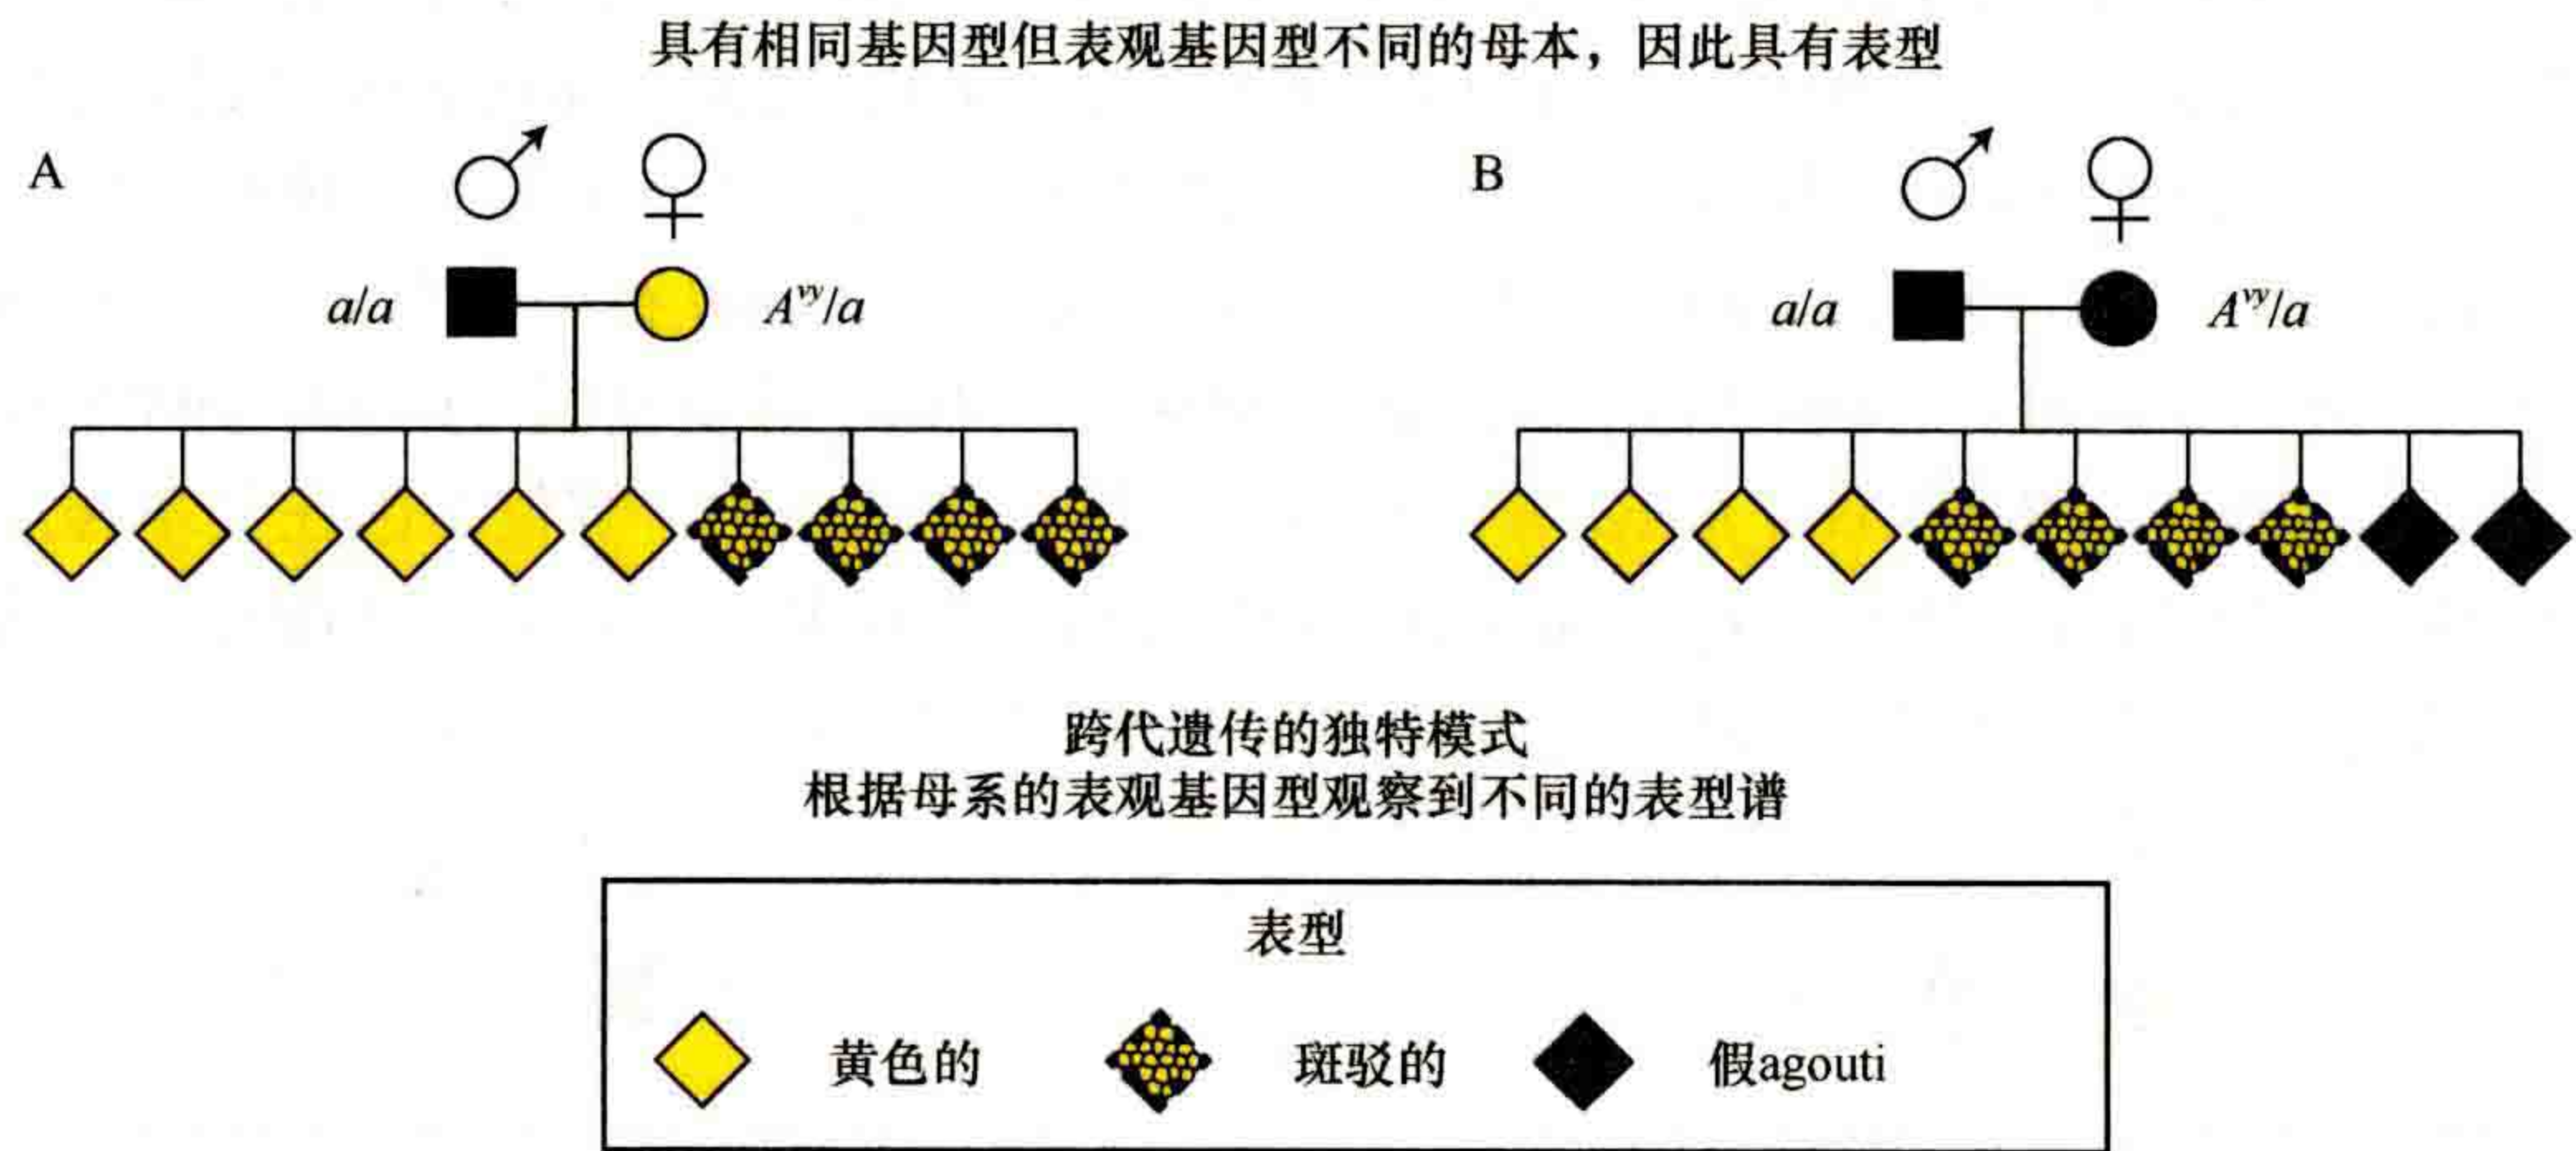 具有相同基因型但表观基因型不同的母本，因此具有表型
A
B
a/a
A^vy/a
a/a
A^vy/a
跨代遗传的独特模式
根据母系的表观基因型观察到不同的表型谱
表型
黄色的
斑驳的
假agouti